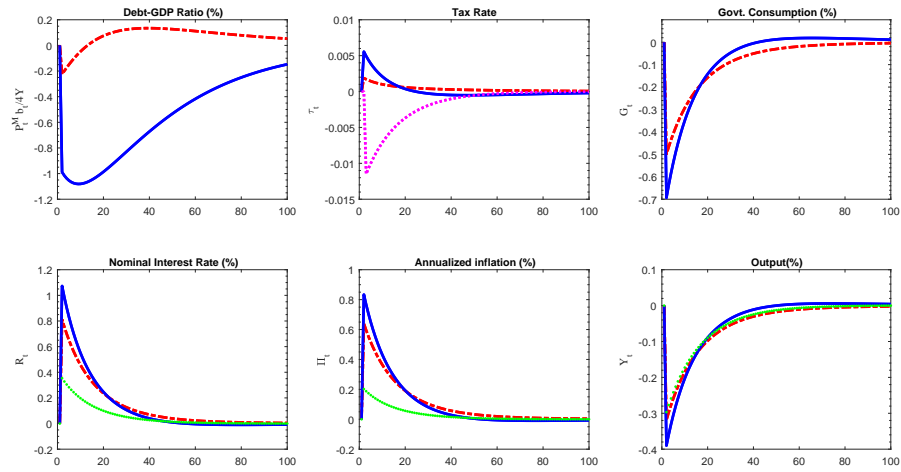 Debt-GDP Ratio (%)
Tax Rate
Govt. Consumption (%)
0.2
0
-0.2
-0.4
-0.6
-0.8
-1
-1.2
P_t^M b_t/4Y
0 20 40 60 80 100
0.01
0.005
0
-0.005
-0.01
-0.015
τ_t
0 20 40 60 80 100
0.1
0
-0.1
-0.2
-0.3
-0.4
-0.5
-0.6
-0.7
G_t
0 20 40 60 80 100
Nominal Interest Rate (%)
Annualized inflation (%)
Output(%)
1.2
1
0.8
0.6
0.4
0.2
0
-0.2
R_t
0 20 40 60 80 100
1
0.8
0.6
0.4
0.2
0
-0.2
Π_t
0 20 40 60 80 100
0.1
0
-0.1
-0.2
-0.3
-0.4
Y_t
0 20 40 60 80 100